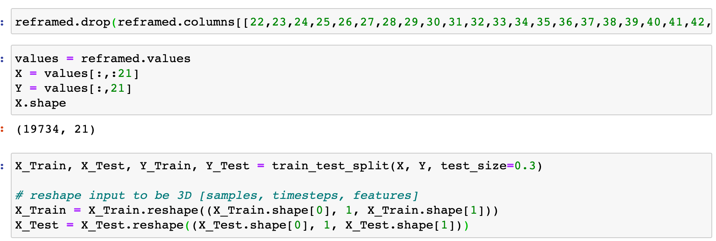 reframed.drop(reframed.columns[[22,23,24,25,26,27,28,29,30,31,32,33,34,35,36,37,38,39,40,41,42,
values = reframed.values
X = values[:,:21]
Y = values[:,21]
X.shape
(19734, 21)
X_Train, X_Test, Y_Train, Y_Test = train_test_split(X, Y, test_size=0.3)
# reshape input to be 3D [samples, timesteps, features]
X_Train = X_Train.reshape((X_Train.shape[0], 1, X_Train.shape[1]))
X_Test = X_Test.reshape((X_Test.shape[0], 1, X_Test.shape[1]))